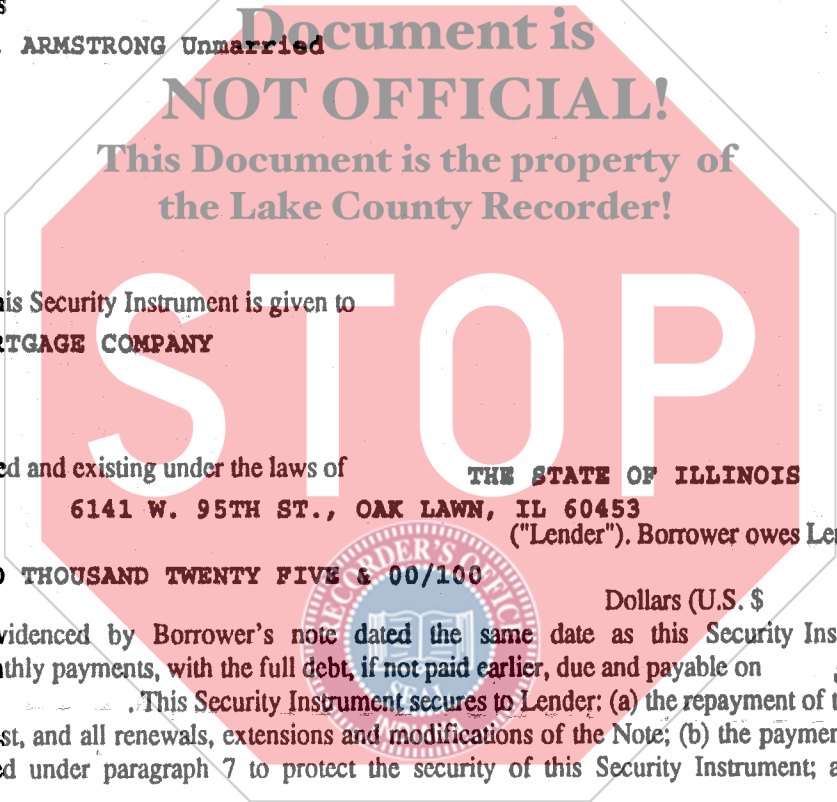 s
. ARMSTRONG Unmarried
Document is
NOT OFFICIAL!
This Document is the property of
the Lake County Recorder!
STOP
is Security Instrument is given to
TGAGE COMPANY
ed and existing under the laws of THE STATE OF ILLINOIS
6141 W. 95TH ST., OAK LAWN, IL 60453
("Lender"). Borrower owes Le
THOUSAND TWENTY FIVE & 00/100
Dollars (U.S. $
RECORDER'S OFFICE
SEAL
videnced by Borrower's note dated the same date as this Security Ins
thly payments, with the full debt, if not paid earlier, due and payable on
. This Security Instrument secures to Lender: (a) the repayment of t
st, and all renewals, extensions and modifications of the Note; (b) the paymen
ed under paragraph 7 to protect the security of this Security Instrument; a